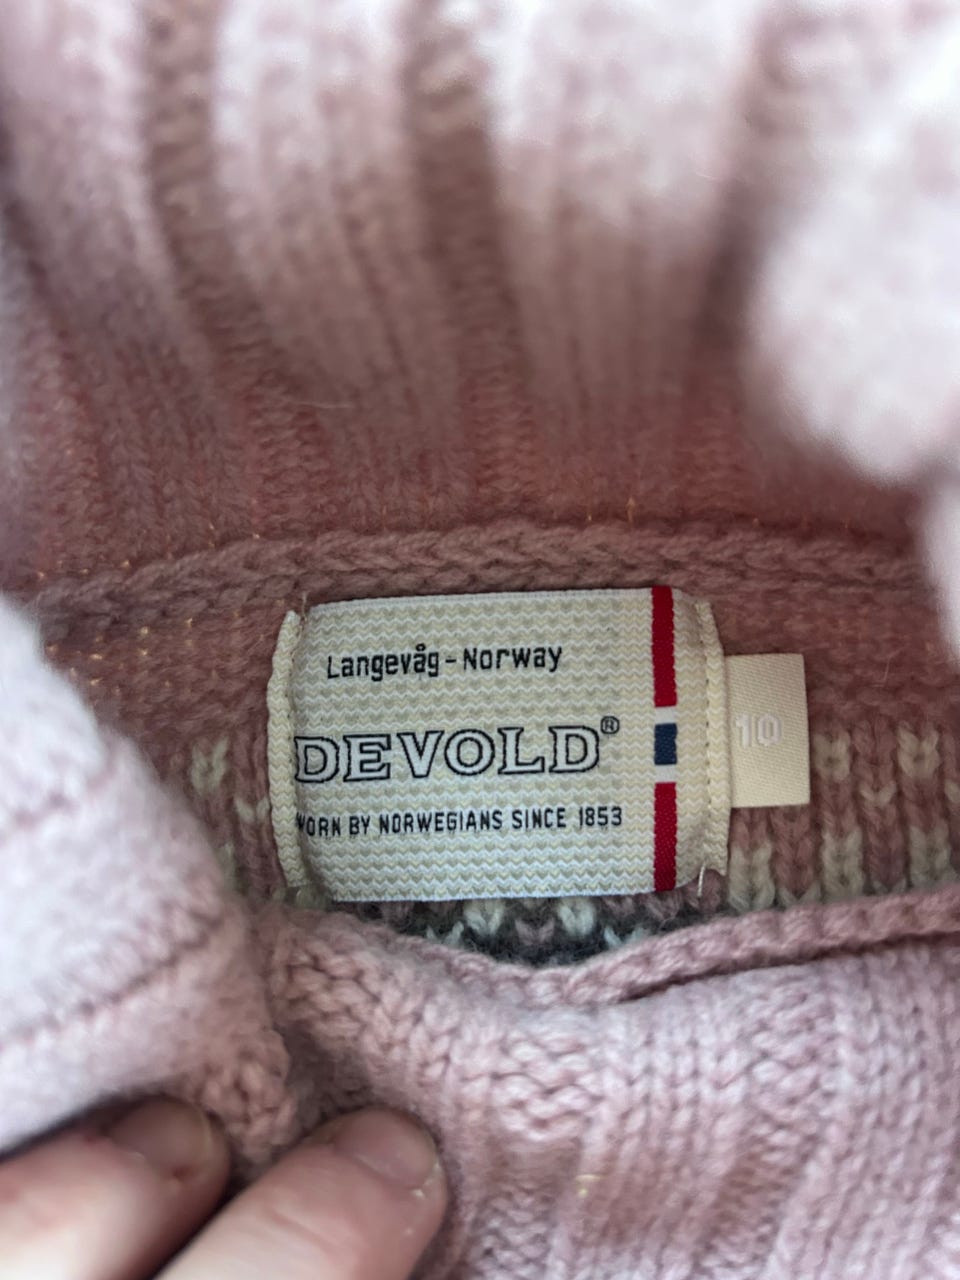 Langevåg - Norway
DEVOLD®
WORN BY NORWEGIANS SINCE 1853
10